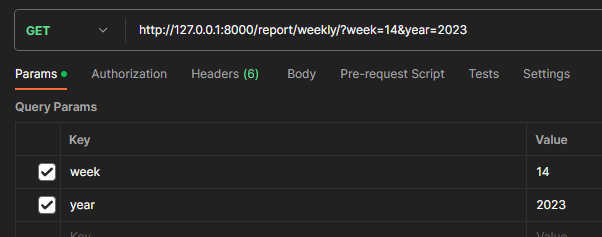 GET http://127.0.0.1:8000/report/weekly/?week=14&year=2023
Params Authorization Headers (6) Body Pre-request Script Tests Settings
Query Params
Key Value
week 14
year 2023
Key Value